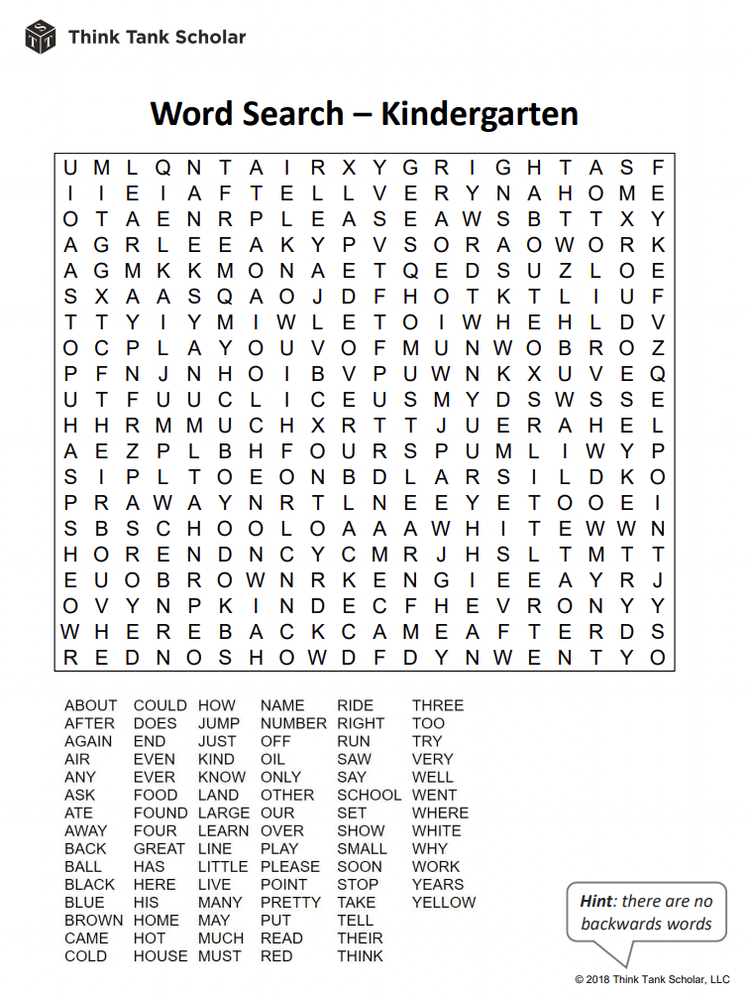 S
T T
Think Tank Scholar
Word Search – Kindergarten
U M L Q N T A I R X Y G R I G H T A S F
I I E I A F T E L L V E R Y N A H O M E
O T A E N R P L E A S E A W S B T T X Y
A G R L E E A K Y P V S O R A O W O R K
A G M K K M O N A E T Q E D S U Z L O E
S X A A S Q A O J D F H O T K T L I U F
T T Y I Y M I W L E T O I W H E H L D V
O C P L A Y O U V O F M U N W O B R O Z
P F N J N H O I B V P U W N K X U V E Q
U T F U U C L I C E U S M Y D S W S S E
H H R M M U C H X R T T J U E R A H E L
A E Z P L B H F O U R S P U M L I W Y P
S I P L T O E O N B D L A R S I L D K O
P R A W A Y N R T L N E E Y E T O O E I
S B S C H O O L O A A A W H I T E W W N
H O R E N D N C Y C M R J H S L T M T T
E U O B R O W N R K E N G I E E A Y R J
O V Y N P K I N D E C F H E V R O N Y Y
W H E R E B A C K C A M E A F T E R D S
R E D N O S H O W D F D Y N W E N T Y O
ABOUT COULD HOW NAME RIDE THREE
AFTER DOES JUMP NUMBER RIGHT TOO
AGAIN END JUST OFF RUN TRY
AIR EVEN KIND OIL SAW VERY
ANY EVER KNOW ONLY SAY WELL
ASK FOOD LAND OTHER SCHOOL WENT
ATE FOUND LARGE OUR SET WHERE
AWAY FOUR LEARN OVER SHOW WHITE
BACK GREAT LINE PLAY SMALL WHY
BALL HAS LITTLE PLEASE SOON WORK
BLACK HERE LIVE POINT STOP YEARS
BLUE HIS MANY PRETTY TAKE YELLOW
BROWN HOME MAY PUT TELL
CAME HOT MUCH READ THEIR
COLD HOUSE MUST RED THINK
Hint: there are no
backwards words
© 2018 Think Tank Scholar, LLC